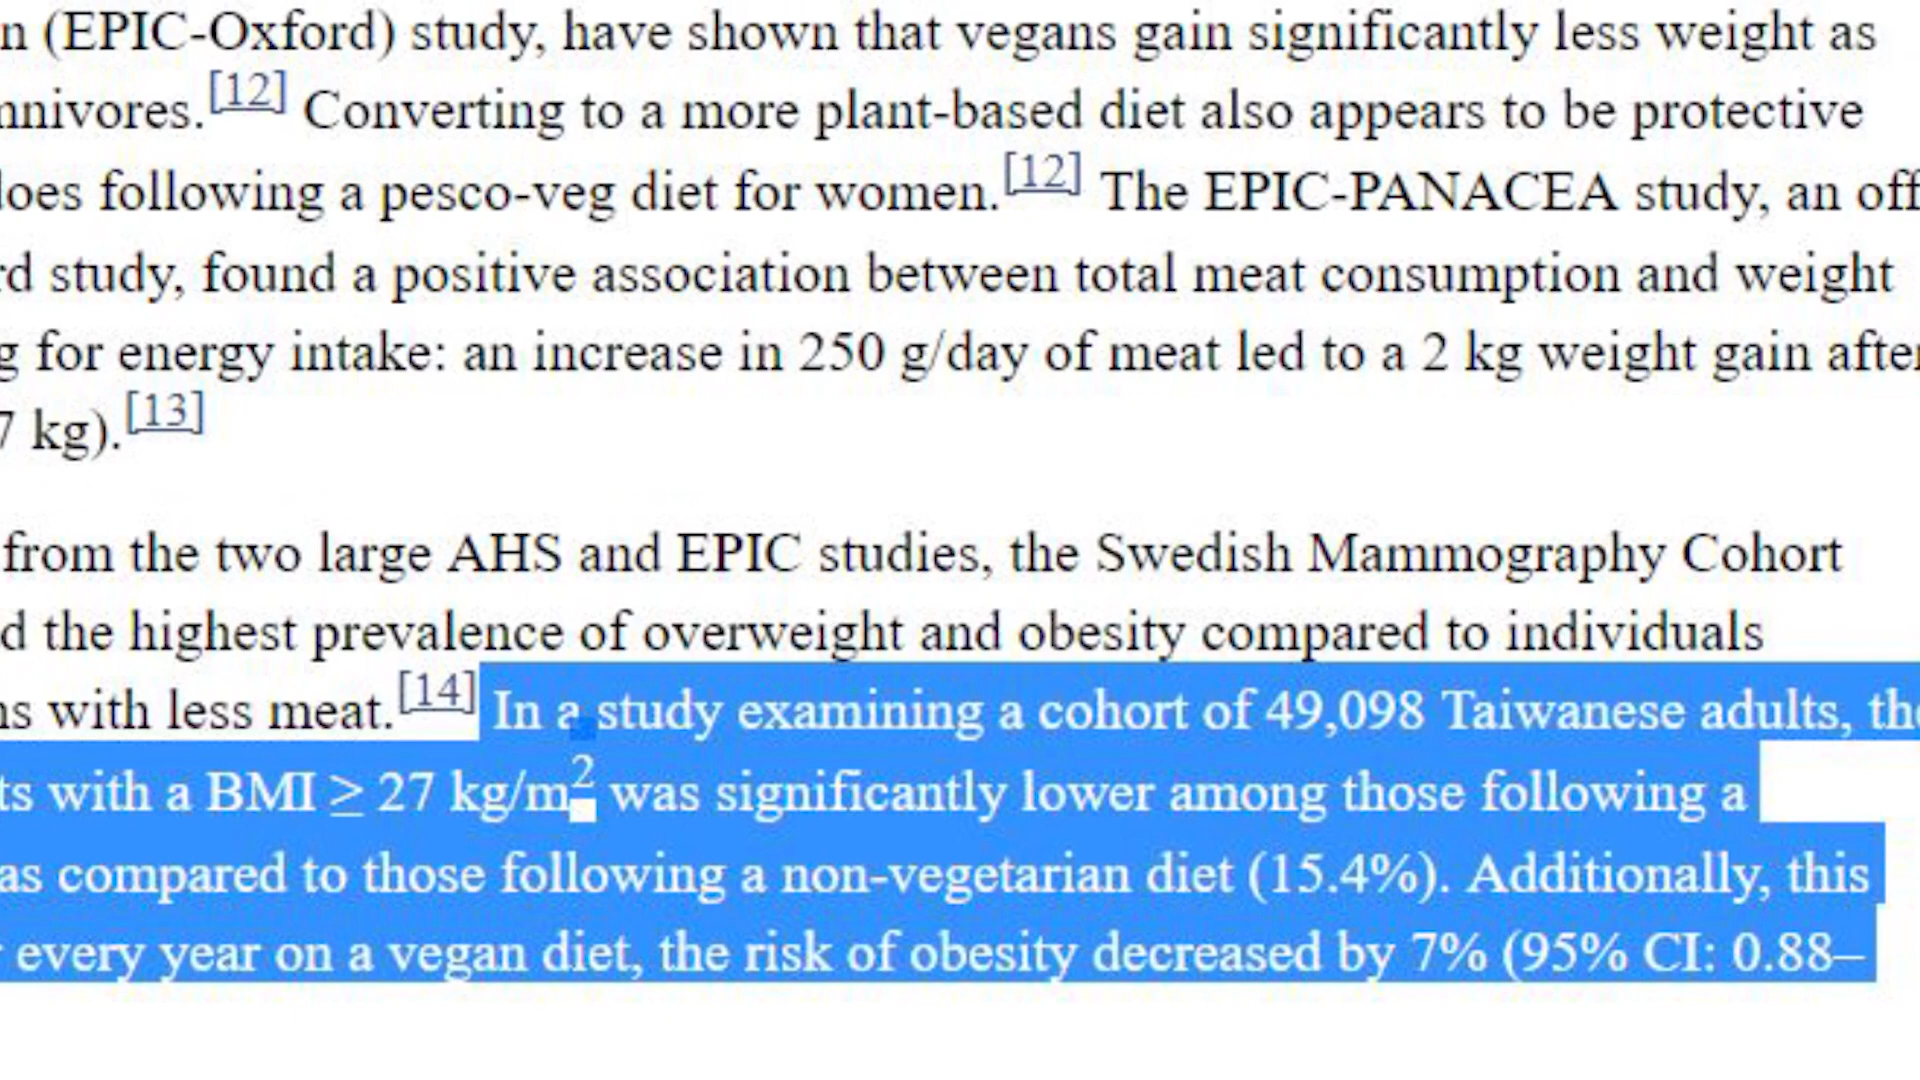 n (EPIC-Oxford) study, have shown that vegans gain significantly less weight as
mnivores.[12] Converting to a more plant-based diet also appears to be protective
does following a pesco-veg diet for women.[12] The EPIC-PANACEA study, an off
rd study, found a positive association between total meat consumption and weight
g for energy intake: an increase in 250 g/day of meat led to a 2 kg weight gain after
7 kg).[13]
from the two large AHS and EPIC studies, the Swedish Mammography Cohort
d the highest prevalence of overweight and obesity compared to individuals
ns with less meat.[14] In a study examining a cohort of 49,098 Taiwanese adults, the
ts with a BMI ≥ 27 kg/m2 was significantly lower among those following a
as compared to those following a non-vegetarian diet (15.4%). Additionally, this
every year on a vegan diet, the risk of obesity decreased by 7% (95% CI: 0.88–